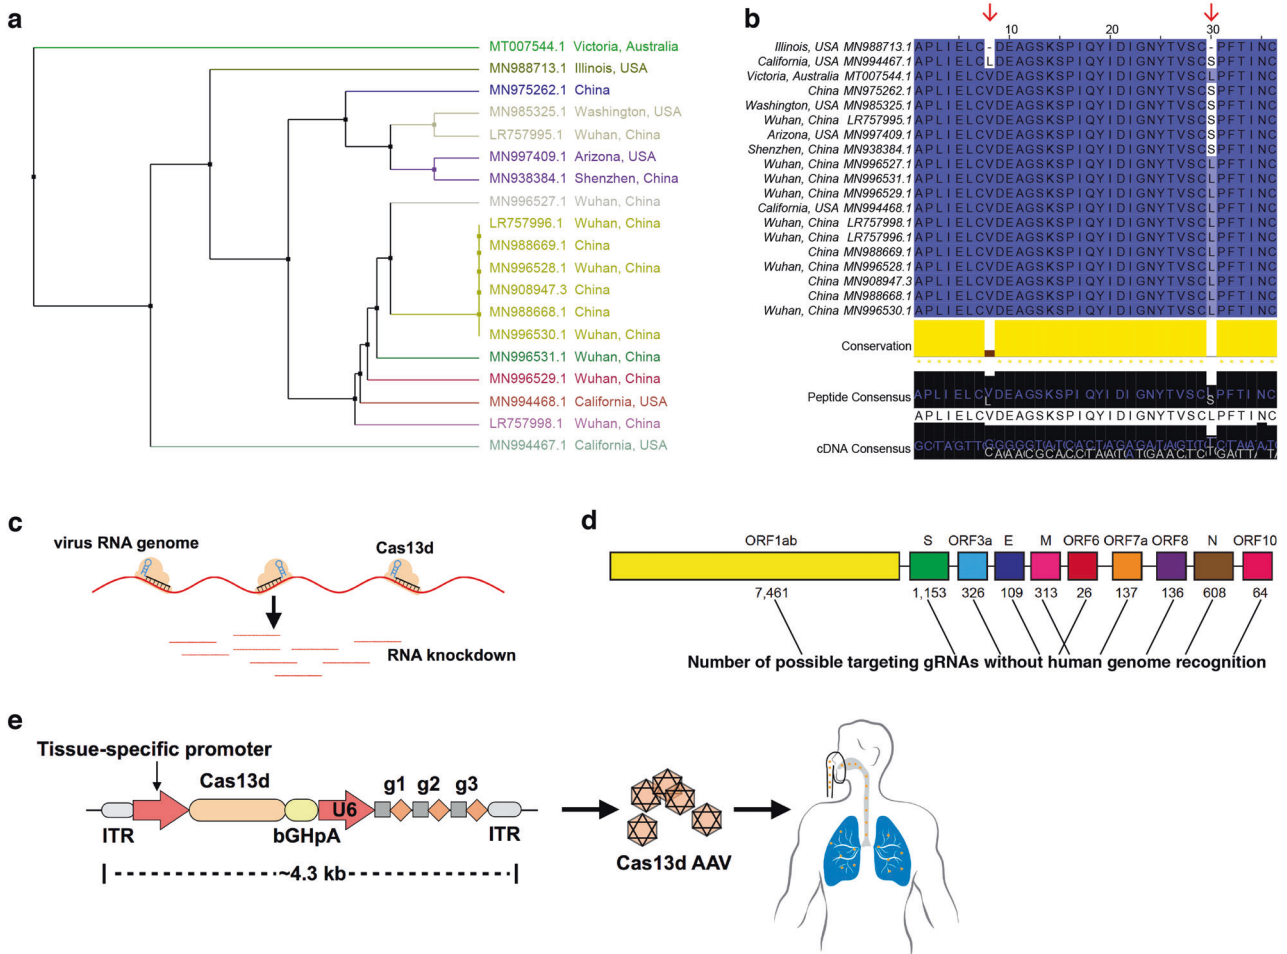 a
MT007544.1 Victoria, Australia
MN988713.1 Illinois, USA
MN975262.1 China
MN985325.1 Washington, USA
LR757995.1 Wuhan, China
MN997409.1 Arizona, USA
MN938384.1 Shenzhen, China
MN996527.1 Wuhan, China
LR757996.1 Wuhan, China
MN988669.1 China
MN996528.1 Wuhan, China
MN908947.3 China
MN988668.1 China
MN996530.1 Wuhan, China
MN996531.1 Wuhan, China
MN996529.1 Wuhan, China
MN994468.1 California, USA
LR757998.1 Wuhan, China
MN994467.1 California, USA
b
10 20 30
Illinois, USA MN988713.1 APLIELC-DEAGSKSPIQYIDIGNYTVSC-PFTINC
California, USA MN994467.1 APLIELCLDEAGSKSPIQYIDIGNYTVSCSPFTINC
Victoria, Australia MT007544.1 APLIELCVDEAGSKSPIQYIDIGNYTVSCLPFTINC
China MN975262.1 APLIELCVDEAGSKSPIQYIDIGNYTVSCSPFTINC
Washington, USA MN985325.1 APLIELCVDEAGSKSPIQYIDIGNYTVSCSPFTINC
Wuhan, China LR757995.1 APLIELCVDEAGSKSPIQYIDIGNYTVSCSPFTINC
Arizona, USA MN997409.1 APLIELCVDEAGSKSPIQYIDIGNYTVSCSPFTINC
Shenzhen, China MN938384.1 APLIELCVDEAGSKSPIQYIDIGNYTVSCSPFTINC
Wuhan, China MN996527.1 APLIELCVDEAGSKSPIQYIDIGNYTVSCLPFTINC
Wuhan, China MN996531.1 APLIELCVDEAGSKSPIQYIDIGNYTVSCLPFTINC
Wuhan, China MN996529.1 APLIELCVDEAGSKSPIQYIDIGNYTVSCLPFTINC
California, USA MN994468.1 APLIELCVDEAGSKSPIQYIDIGNYTVSCLPFTINC
Wuhan, China LR757998.1 APLIELCVDEAGSKSPIQYIDIGNYTVSCLPFTINC
Wuhan, China LR757996.1 APLIELCVDEAGSKSPIQYIDIGNYTVSCLPFTINC
China MN988669.1 APLIELCVDEAGSKSPIQYIDIGNYTVSCLPFTINC
Wuhan, China MN996528.1 APLIELCVDEAGSKSPIQYIDIGNYTVSCLPFTINC
China MN908947.3 APLIELCVDEAGSKSPIQYIDIGNYTVSCLPFTINC
China MN988668.1 APLIELCVDEAGSKSPIQYIDIGNYTVSCLPFTINC
Wuhan, China MN996530.1 APLIELCVDEAGSKSPIQYIDIGNYTVSCLPFTINC
Conservation
Peptide Consensus APLIELCVDEAGSKSPIQYIDIGNYTVSCLPFTINC
L S
APLIELCVDEAGSKSPIQYIDIGNYTVSCLPFTINC
cDNA Consensus
c
virus RNA genome
Cas13d
RNA knockdown
d
ORF1ab S ORF3a E M ORF6 ORF7a ORF8 N ORF10
7,461 1,153 326 109 313 26 137 136 608 64
Number of possible targeting gRNAs without human genome recognition
e
Tissue-specific promoter
Cas13d
g1 g2 g3
U6
ITR
bGHpA
ITR
~4.3 kb
Cas13d AAV